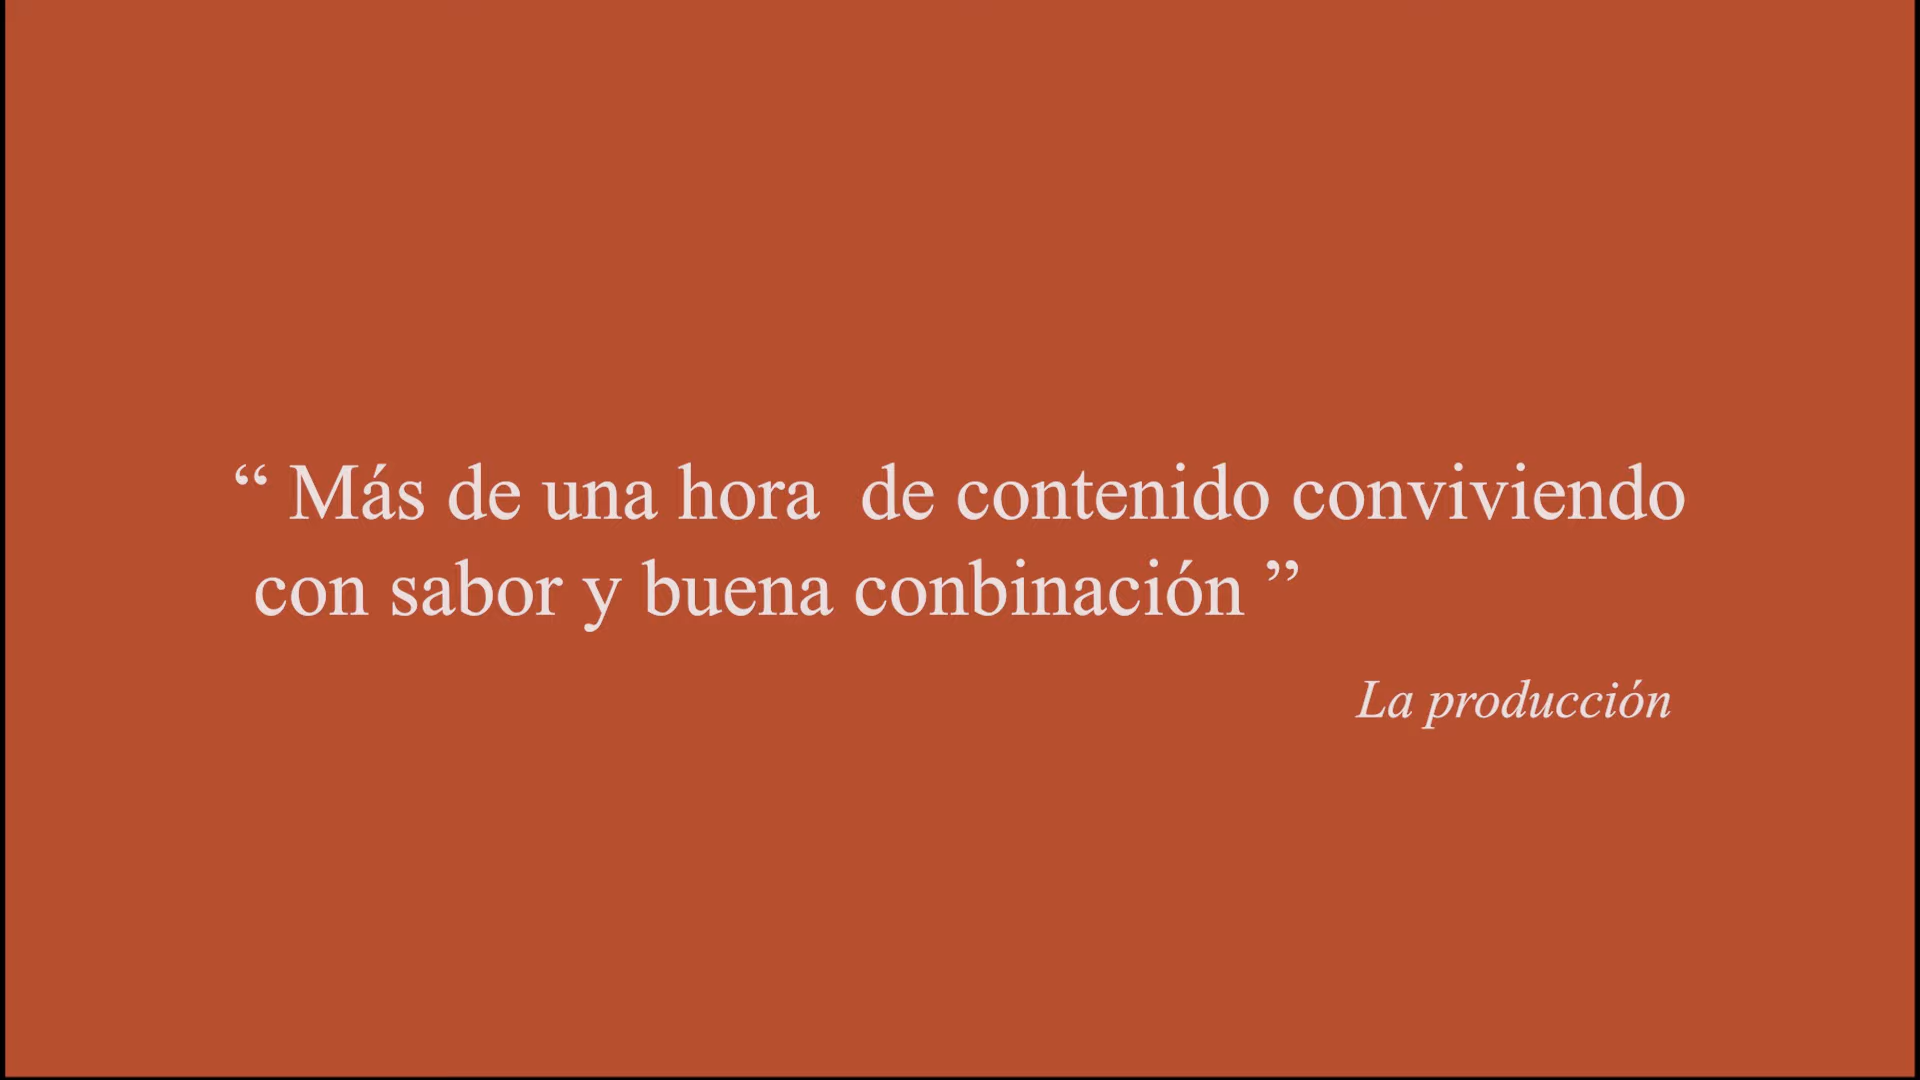 “ Más de una hora  de contenido conviviendo
con sabor y buena conbinación ”
La producción